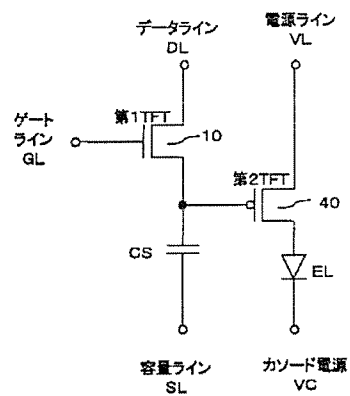 データライン
DL
電源ライン
VL
ゲート
ライン
GL
第1TFT
10
第2TFT
40
CS
EL
容量ライン
SL
カソード電源
VC